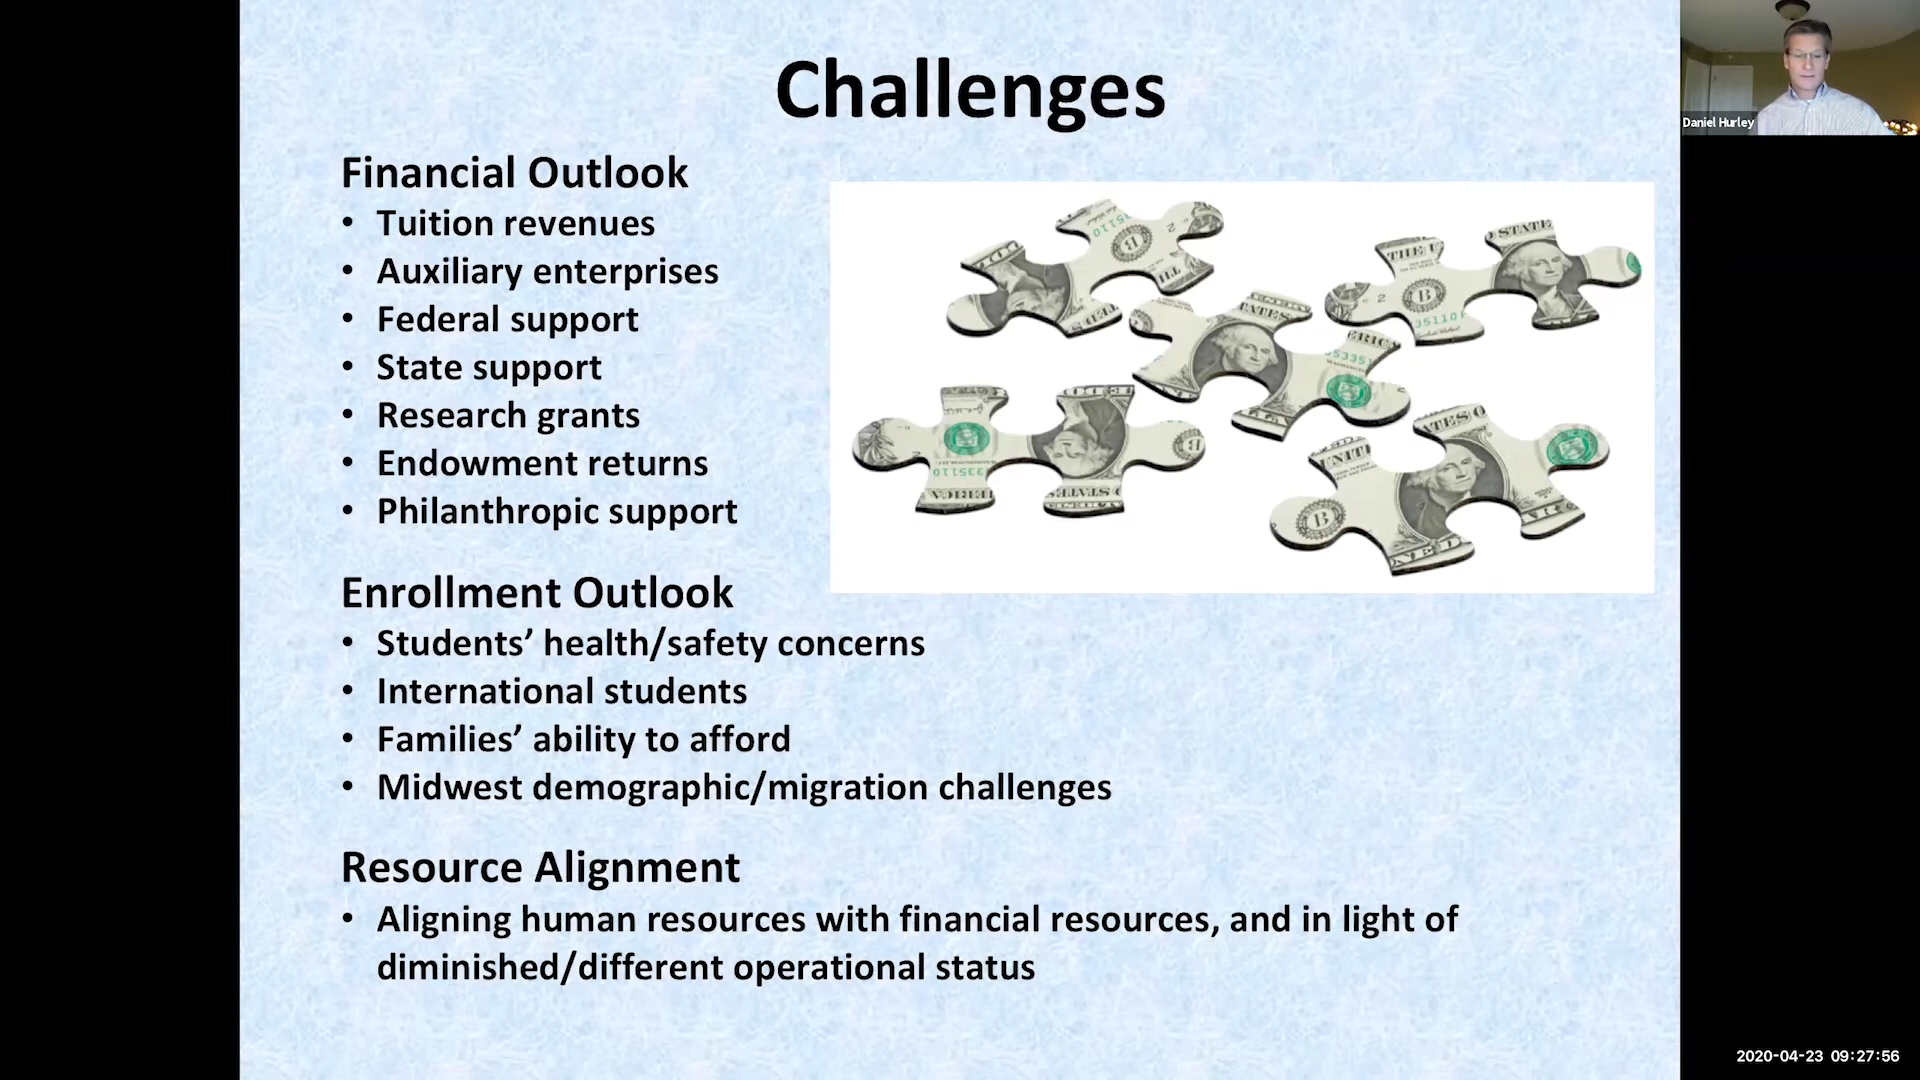 Challenges
Daniel Hurley
Financial Outlook
• Tuition revenues
• Auxiliary enterprises
• Federal support
• State support
• Research grants
• Endowment returns
• Philanthropic support
Enrollment Outlook
• Students’ health/safety concerns
• International students
• Families’ ability to afford
• Midwest demographic/migration challenges
Resource Alignment
• Aligning human resources with financial resources, and in light of
diminished/different operational status
2020-04-23 09:27:56